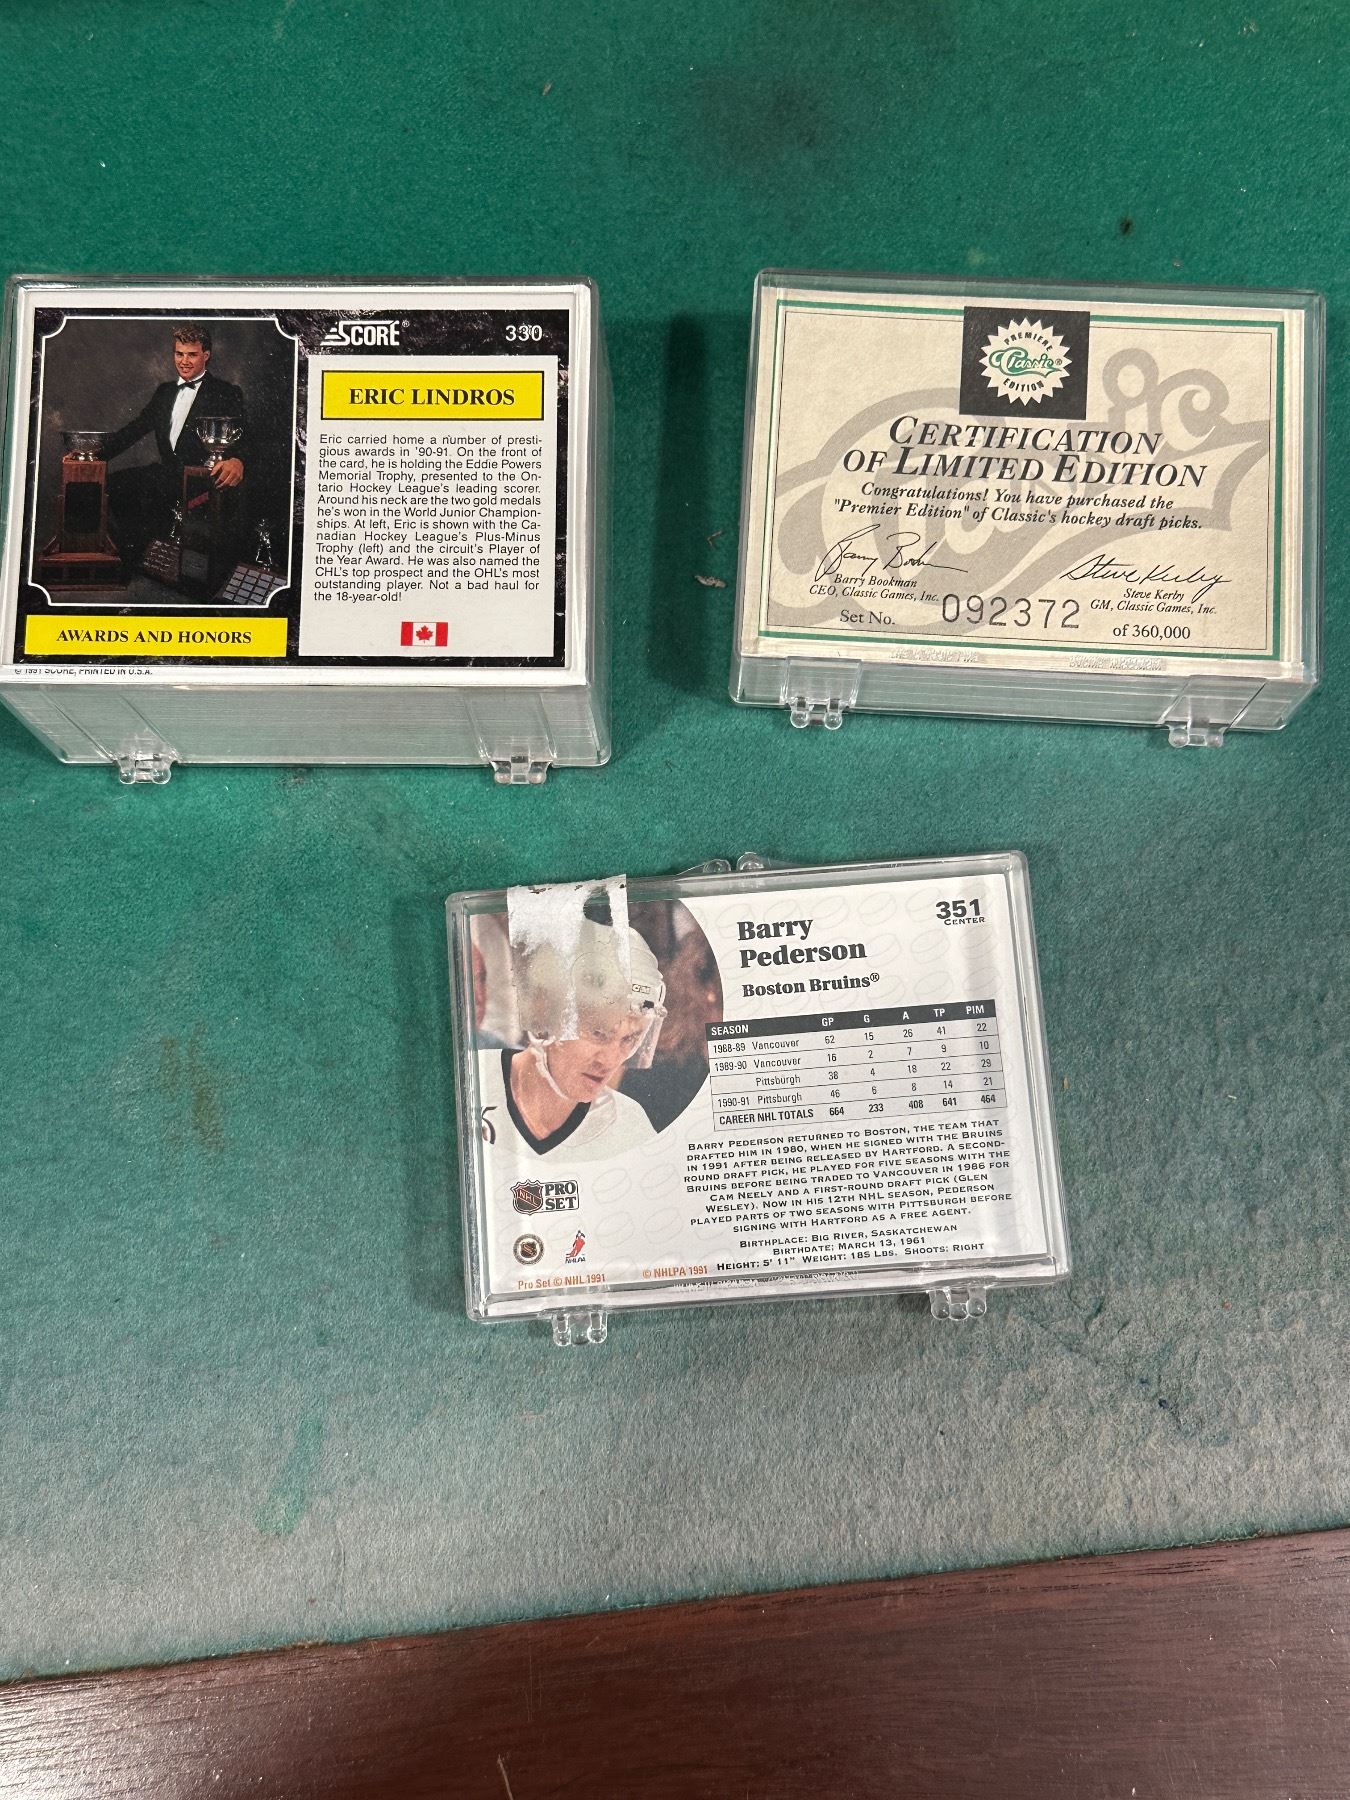 SCORE®
330
ERIC LINDROS
Eric carried home a number of presti-
gious awards in '90-91. On the front of
the card, he is holding the Eddie Powers
Memorial Trophy, presented to the On-
tario Hockey League's leading scorer.
Around his neck are the two gold medals
he's won in the World Junior Champion-
ships. At left, Eric is shown with the Ca-
nadian Hockey League's Plus-Minus
Trophy (left) and the circuit's Player of
the Year Award. He was also named the
CHL's top prospect and the OHL's most
outstanding player. Not a bad haul for
the 18-year-old!
AWARDS AND HONORS
© 1991 SCORE, PRINTED IN U.S.A.
PREMIERE
Classic®
EDITION
CERTIFICATION
OF LIMITED EDITION
Congratulations! You have purchased the
"Premier Edition" of Classic's hockey draft picks.
Barry Bookman
CEO, Classic Games, Inc.
Steve Kerby
Steve Kerby
GM, Classic Games, Inc.
Set No. 092372 of 360,000
Barry
Pederson
351
CENTER
Boston Bruins®
SEASON GP G A TP PIM
1988-89 Vancouver 62 15 26 41 22
1989-90 Vancouver 16 2 7 9 10
Pittsburgh 38 4 18 22 29
1990-91 Pittsburgh 46 6 8 14 21
CAREER NHL TOTALS 664 233 408 641 464
BARRY PEDERSON RETURNED TO BOSTON, THE TEAM THAT
DRAFTED HIM IN 1980, WHEN HE SIGNED WITH THE BRUINS
IN 1991 AFTER BEING RELEASED BY HARTFORD. A SECOND-
ROUND DRAFT PICK, HE PLAYED FOR FIVE SEASONS WITH THE
BRUINS BEFORE BEING TRADED TO VANCOUVER IN 1986 FOR
CAM NEELY AND A FIRST-ROUND DRAFT PICK (GLEN
WESLEY). NOW IN HIS 12TH NHL SEASON, PEDERSON
PLAYED PARTS OF TWO SEASONS WITH PITTSBURGH BEFORE
SIGNING WITH HARTFORD AS A FREE AGENT.
BIRTHPLACE: BIG RIVER, SASKATCHEWAN
BIRTHDATE: MARCH 13, 1961
HEIGHT: 5' 11" WEIGHT: 185 LBS. SHOOTS: RIGHT
NHL
PRO
SET
NHLPA
Pro Set © NHL 1991
© NHLPA 1991